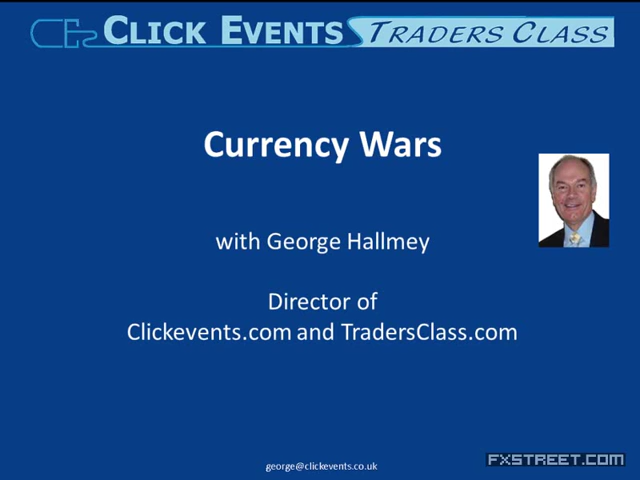 CLICK EVENTS TRADERS CLASS
Currency Wars
with George Hallmey
Director of
Clickevents.com and TradersClass.com
george@clickevents.co.uk
FXSTREET.COM